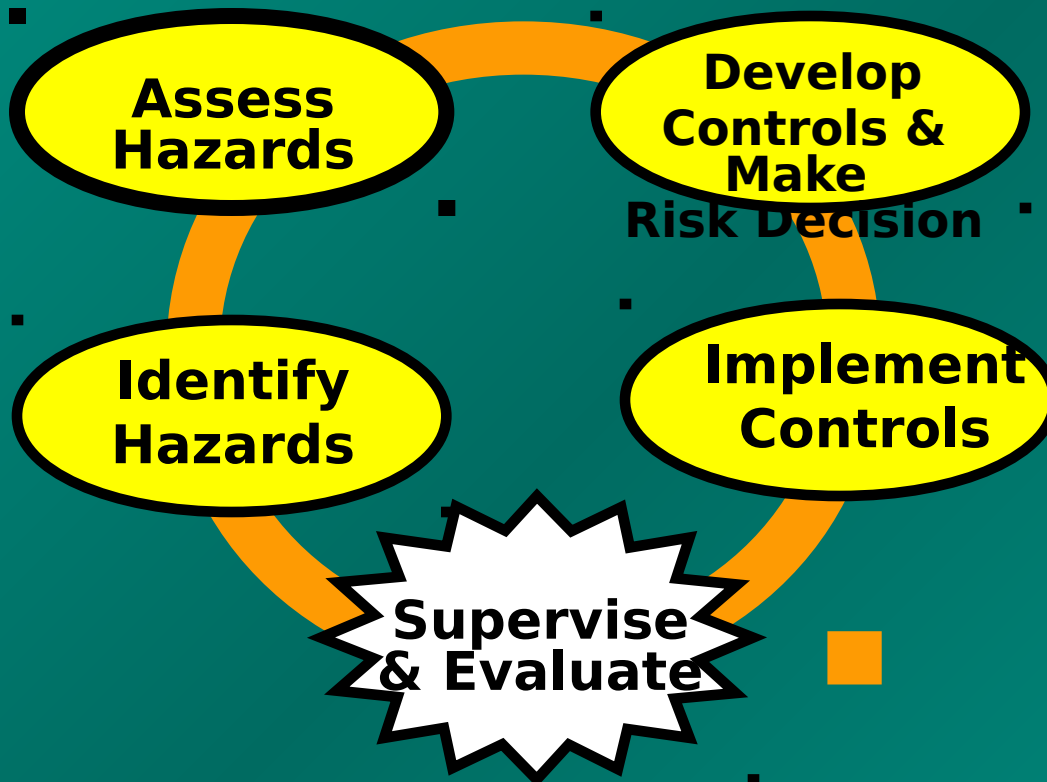 Assess
Hazards
Develop
Controls &
Make
Risk Decision
Identify
Hazards
Implement
Controls
Supervise
& Evaluate